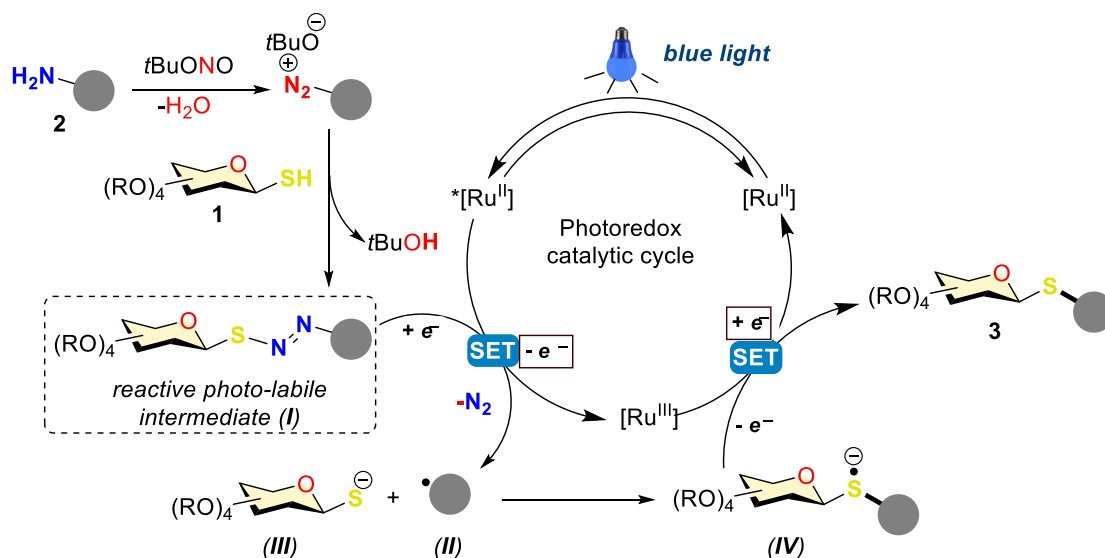 H₂N
2
tBuONO
-H₂O
tBuO⊖
⊕
N₂
blue light
(RO)₄
O
SH
1
tBuOH
*[Ruᴵᴵ]
[Ruᴵᴵ]
Photoredox
catalytic cycle
(RO)₄
O
S
3
(RO)₄
O
S
N
N
reactive photo-labile
intermediate (I)
+ e⁻
SET
- e⁻
-N₂
+ e⁻
SET
[Ruᴵᴵᴵ]
- e⁻
(RO)₄
O
S⊖
+
(III)
(II)
(RO)₄
O
S
⊖
(IV)